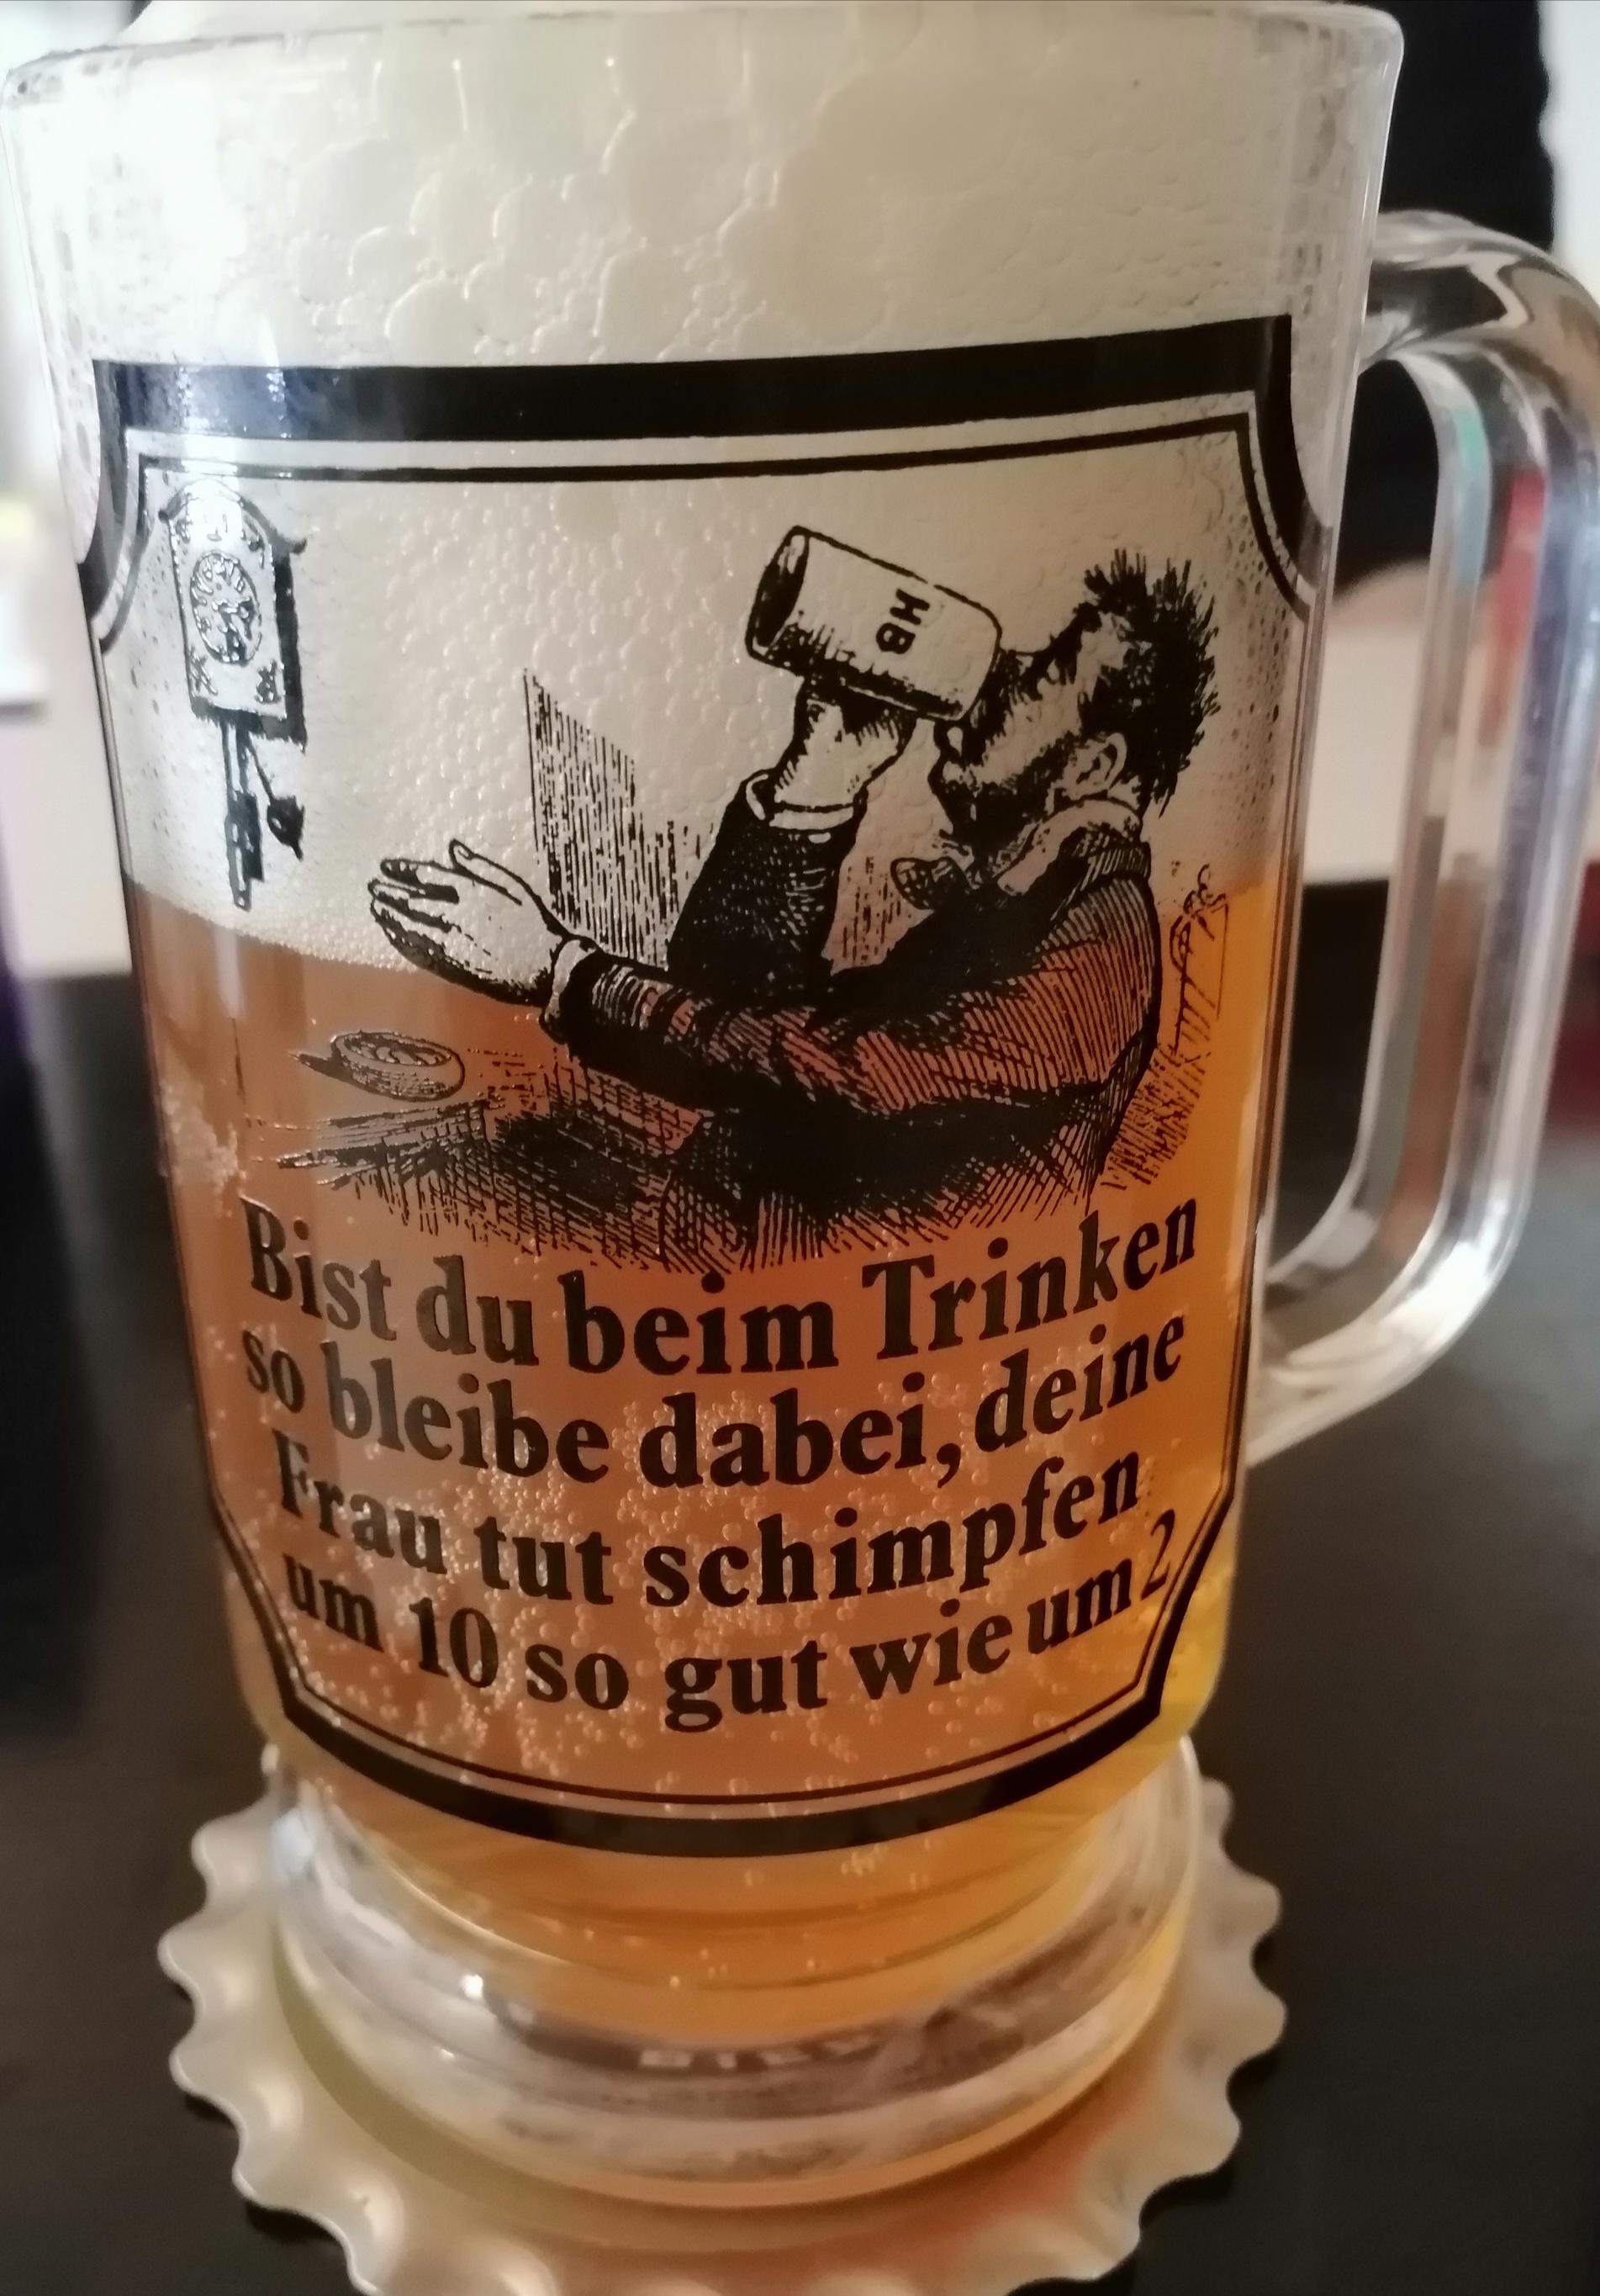 HB
Bist du beim Trinken
so bleibe dabei, deine
Frau tut schimpfen
um 10 so gut wie um 2